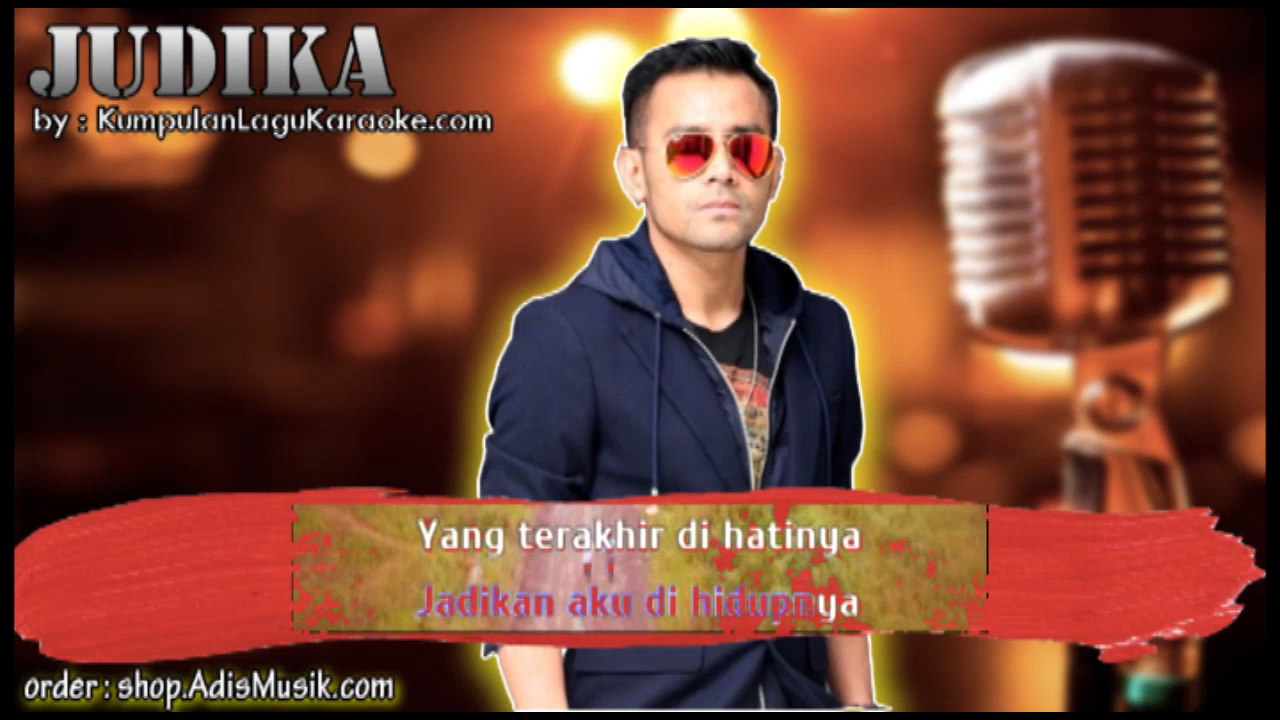 JUDIKA
by : KumpulanLaguKaraoke.com
Yang terakhir di hatinya
Jadikan aku di hidupnya
order : shop.AdisMusik.com